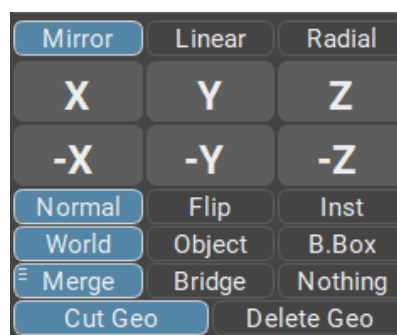 Mirror Linear Radial
X Y Z
-X -Y -Z
Normal Flip Inst
World Object B.Box
Merge Bridge Nothing
Cut Geo Delete Geo